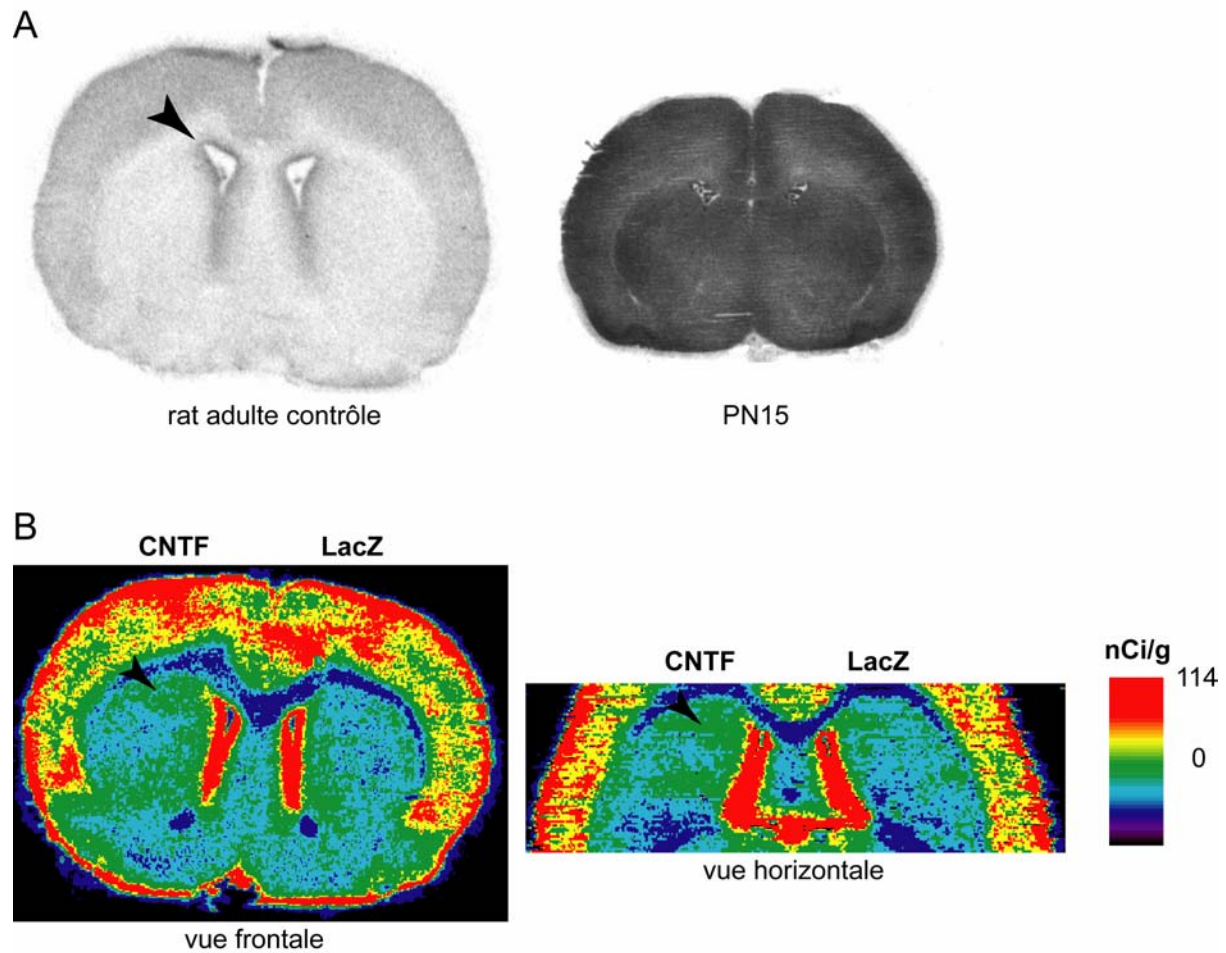 A
rat adulte contrôle
PN15
B
CNTF LacZ
vue frontale
CNTF LacZ
vue horizontale
nCi/g
114
0